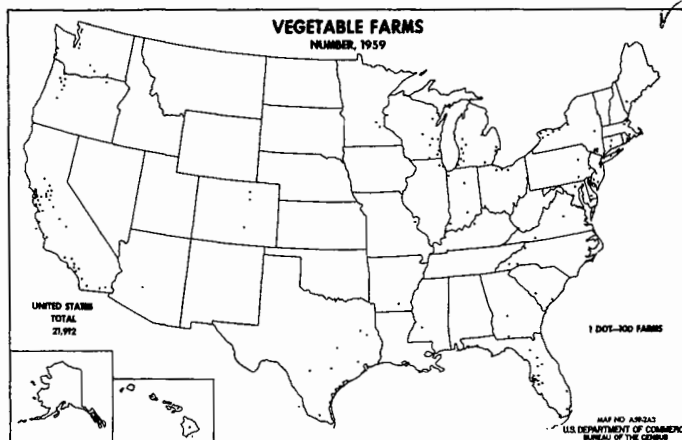 VEGETABLE FARMS
NUMBER, 1959
UNITED STATES
TOTAL
21,912
1 DOT—100 FARMS
MAP NO. A59-2A3
U.S. DEPARTMENT OF COMMERCE
BUREAU OF THE CENSUS